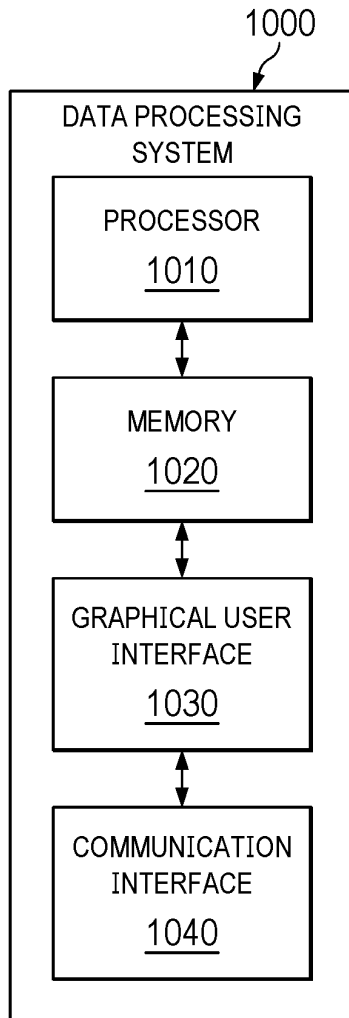 1000
DATA PROCESSING
SYSTEM
PROCESSOR
1010
MEMORY
1020
GRAPHICAL USER
INTERFACE
1030
COMMUNICATION
INTERFACE
1040